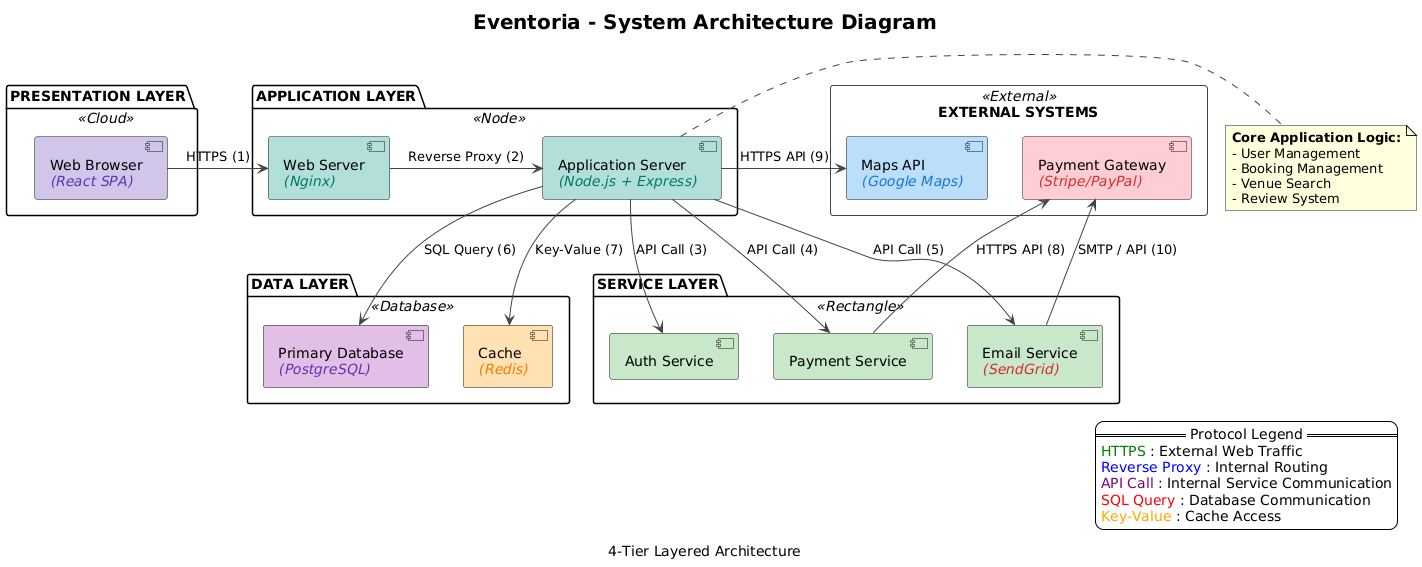 Eventoria - System Architecture Diagram
PRESENTATION LAYER
«Cloud»
Web Browser
(React SPA)
HTTPS (1)
APPLICATION LAYER
«Node»
Web Server
(Nginx)
Reverse Proxy (2)
Application Server
(Node.js + Express)
HTTPS API (9)
«External»
EXTERNAL SYSTEMS
Maps API
(Google Maps)
Payment Gateway
(Stripe/PayPal)
Core Application Logic:
- User Management
- Booking Management
- Venue Search
- Review System
SQL Query (6)
Key-Value (7)
API Call (3)
API Call (4)
API Call (5)
HTTPS API (8)
SMTP / API (10)
DATA LAYER
«Database»
Primary Database
(PostgreSQL)
Cache
(Redis)
SERVICE LAYER
«Rectangle»
Auth Service
Payment Service
Email Service
(SendGrid)
Protocol Legend
HTTPS : External Web Traffic
Reverse Proxy : Internal Routing
API Call : Internal Service Communication
SQL Query : Database Communication
Key-Value : Cache Access
4-Tier Layered Architecture